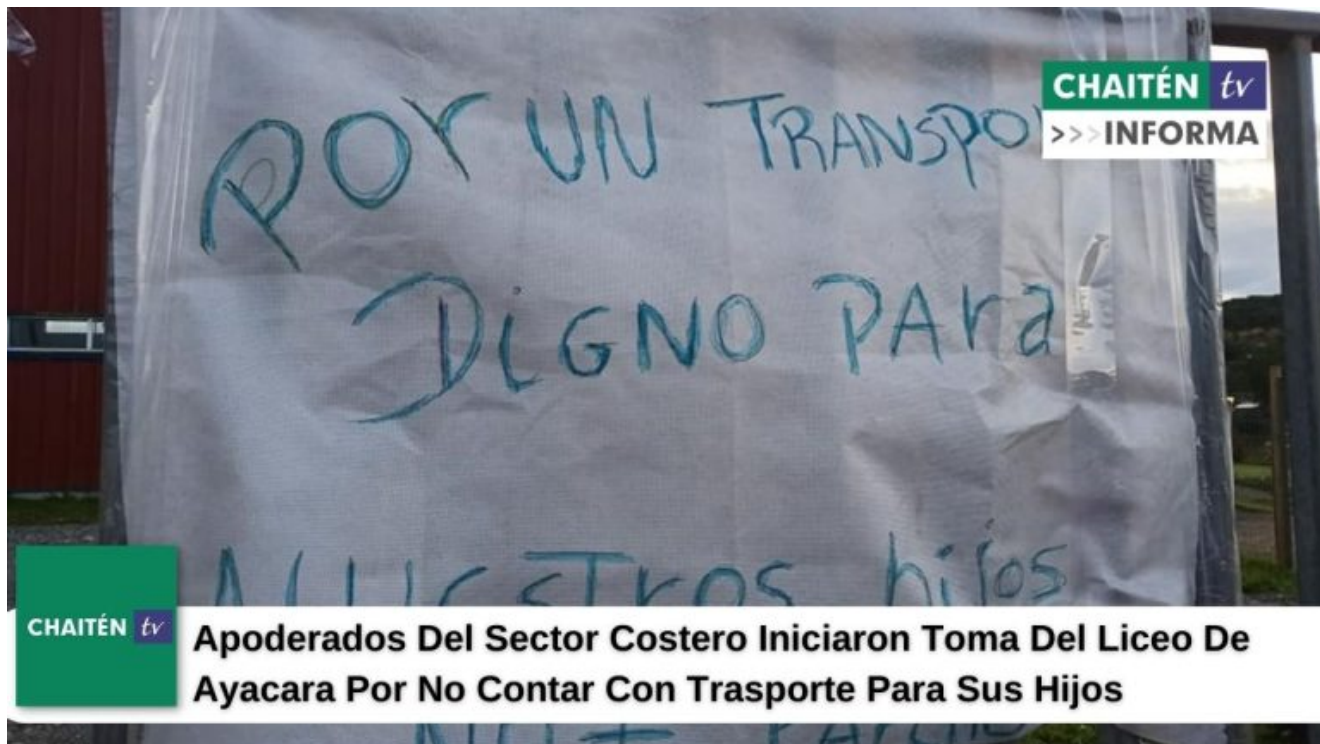 POr UN TRANSPO
DiGNO PAra
NUESTros hijos
CHAITÉN tv
>>>INFORMA
CHAITÉN tv
Apoderados Del Sector Costero Iniciaron Toma Del Liceo De
Ayacara Por No Contar Con Trasporte Para Sus Hijos